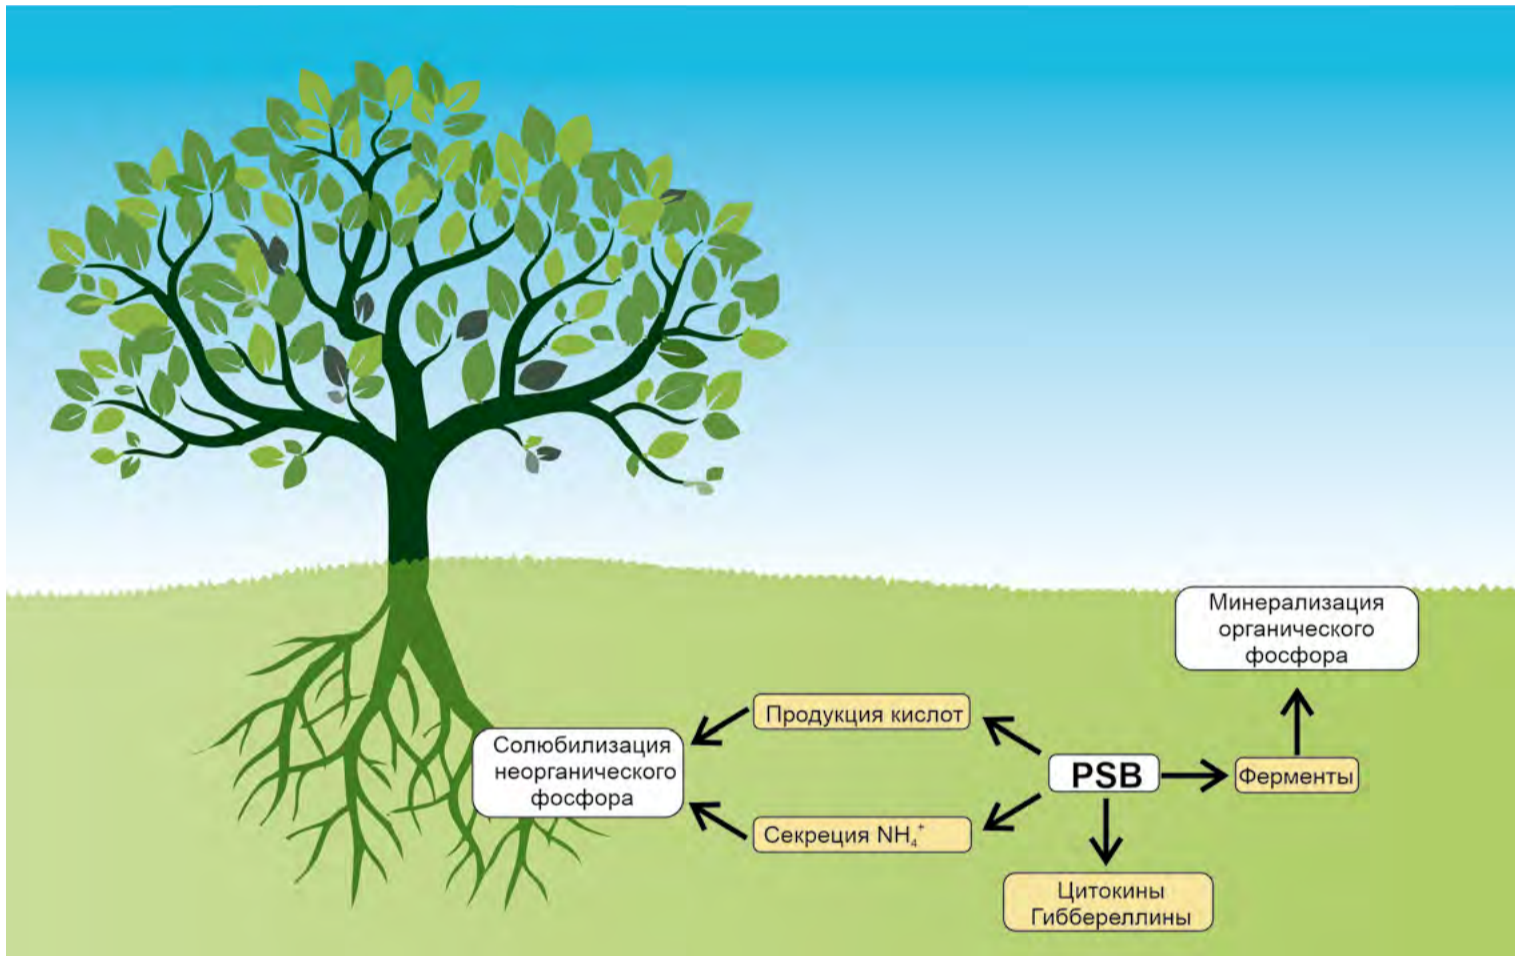 Минерализация
органического
фосфора
Продукция кислот
Солюбилизация
неорганического
фосфора
PSB
Ферменты
Секреция NH₄⁺
Цитокины
Гиббереллины